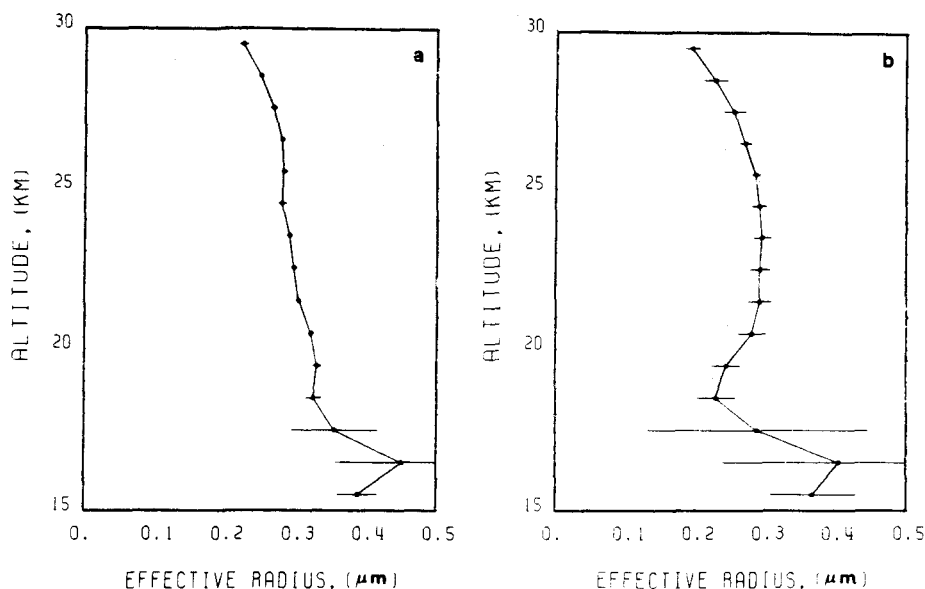 30
a
25
20
15
ALTITUDE, (KM)
0. 0.1 0.2 0.3 0.4 0.5
EFFECTIVE RADIUS, (μm)
30
b
25
20
15
ALTITUDE, (KM)
0. 0.1 0.2 0.3 0.4 0.5
EFFECTIVE RADIUS, (μm)